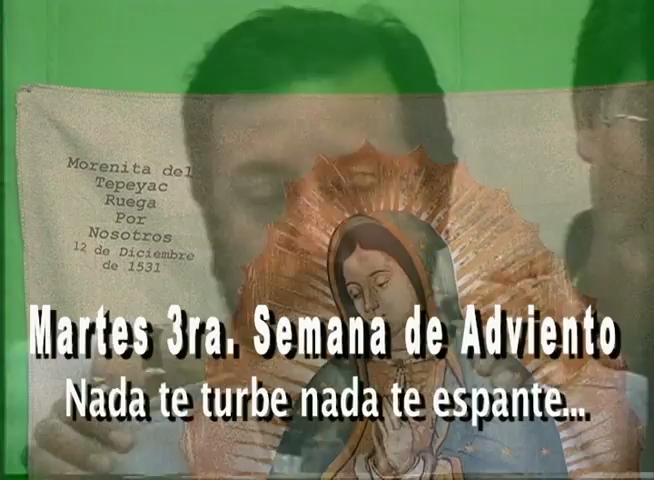 Morenita del
Tepeyac
Ruega
Por
Nosotros
12 de Diciembre
de 1531
Martes 3ra. Semana de Adviento
Nada te turbe nada te espante...